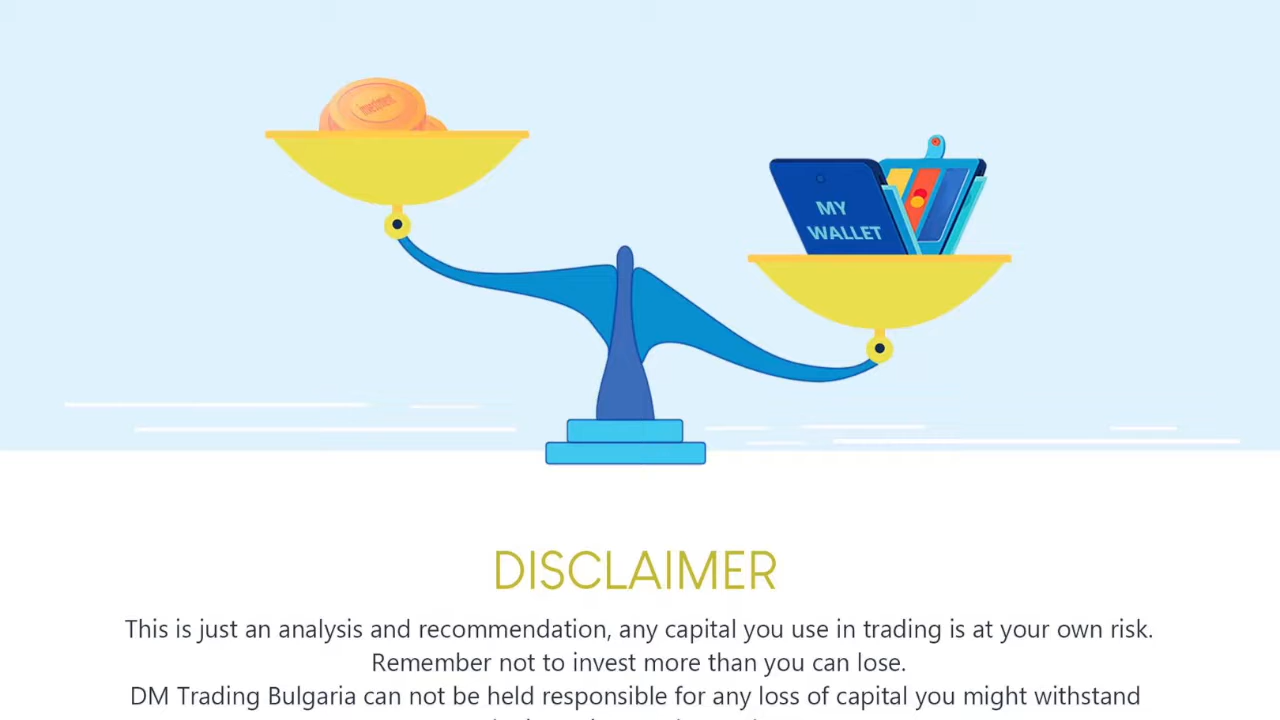 investment
MY
WALLET
DISCLAIMER
This is just an analysis and recommendation, any capital you use in trading is at your own risk.
Remember not to invest more than you can lose.
DM Trading Bulgaria can not be held responsible for any loss of capital you might withstand